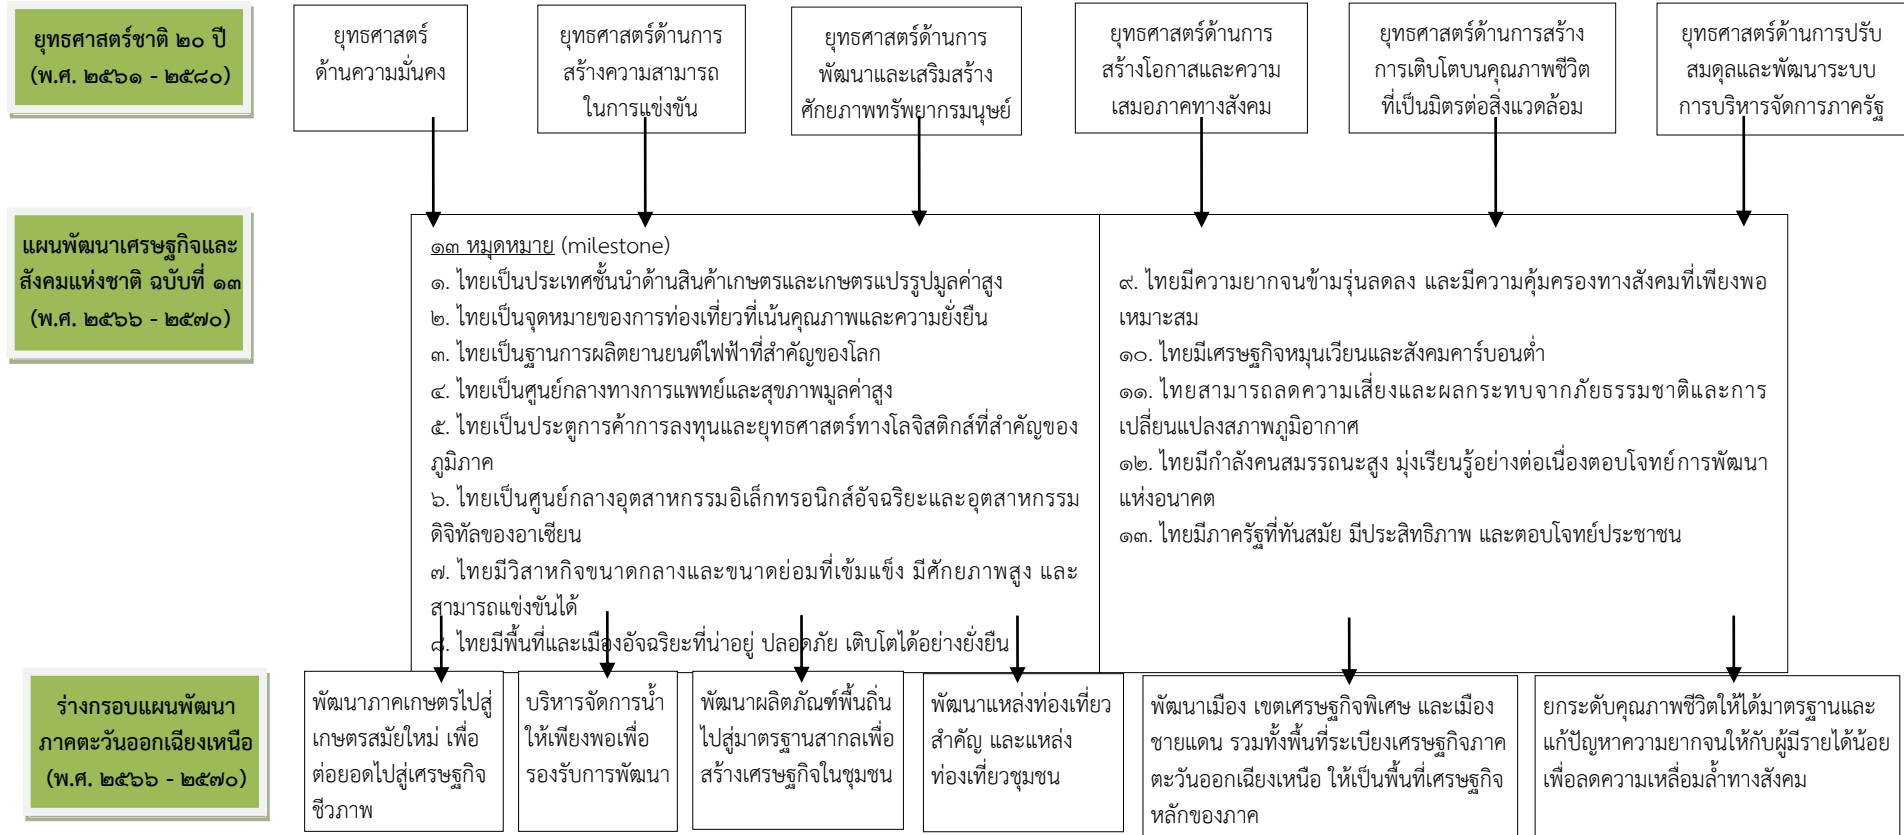 ยุทธศาสตร์ชาติ ๒๐ ปี
(พ.ศ. ๒๕๖๑ - ๒๕๘๐)
ยุทธศาสตร์
ด้านความมั่นคง
ยุทธศาสตร์ด้านการ
สร้างความสามารถ
ในการแข่งขัน
ยุทธศาสตร์ด้านการ
พัฒนาและเสริมสร้าง
ศักยภาพทรัพยากรมนุษย์
ยุทธศาสตร์ด้านการ
สร้างโอกาสและความ
เสมอภาคทางสังคม
ยุทธศาสตร์ด้านการสร้าง
การเติบโตบนคุณภาพชีวิต
ที่เป็นมิตรต่อสิ่งแวดล้อม
ยุทธศาสตร์ด้านการปรับ
สมดุลและพัฒนาระบบ
การบริหารจัดการภาครัฐ
แผนพัฒนาเศรษฐกิจและ
สังคมแห่งชาติ ฉบับที่ ๑๓
(พ.ศ. ๒๕๖๖ - ๒๕๗๐)
๑๓ หมุดหมาย (milestone)
๑. ไทยเป็นประเทศชั้นนำด้านสินค้าเกษตรและเกษตรแปรรูปมูลค่าสูง
๒. ไทยเป็นจุดหมายของการท่องเที่ยวที่เน้นคุณภาพและความยั่งยืน
๓. ไทยเป็นฐานการผลิตยานยนต์ไฟฟ้าที่สำคัญของโลก
๔. ไทยเป็นศูนย์กลางทางการแพทย์และสุขภาพมูลค่าสูง
๕. ไทยเป็นประตูการค้าการลงทุนและยุทธศาสตร์ทางโลจิสติกส์ที่สำคัญของ
ภูมิภาค
๖. ไทยเป็นศูนย์กลางอุตสาหกรรมอิเล็กทรอนิกส์อัจฉริยะและอุตสาหกรรม
ดิจิทัลของอาเซียน
๗. ไทยมีวิสาหกิจขนาดกลางและขนาดย่อมที่เข้มแข็ง มีศักยภาพสูง และ
สามารถแข่งขันได้
๘. ไทยมีพื้นที่และเมืองอัจฉริยะที่น่าอยู่ ปลอดภัย เติบโตได้อย่างยั่งยืน
๙. ไทยมีความยากจนข้ามรุ่นลดลง และมีความคุ้มครองทางสังคมที่เพียงพอ
เหมาะสม
๑๐. ไทยมีเศรษฐกิจหมุนเวียนและสังคมคาร์บอนต่ำ
๑๑. ไทยสามารถลดความเสี่ยงและผลกระทบจากภัยธรรมชาติและการ
เปลี่ยนแปลงสภาพภูมิอากาศ
๑๒. ไทยมีกำลังคนสมรรถนะสูง มุ่งเรียนรู้อย่างต่อเนื่องตอบโจทย์การพัฒนา
แห่งอนาคต
๑๓. ไทยมีภาครัฐที่ทันสมัย มีประสิทธิภาพ และตอบโจทย์ประชาชน
ร่างกรอบแผนพัฒนา
ภาคตะวันออกเฉียงเหนือ
(พ.ศ. ๒๕๖๖ - ๒๕๗๐)
พัฒนาภาคเกษตรไปสู่
เกษตรสมัยใหม่ เพื่อ
ต่อยอดไปสู่เศรษฐกิจ
ชีวภาพ
บริหารจัดการน้ำ
ให้เพียงพอเพื่อ
รองรับการพัฒนา
พัฒนาผลิตภัณฑ์พื้นถิ่น
ไปสู่มาตรฐานสากลเพื่อ
สร้างเศรษฐกิจในชุมชน
พัฒนาแหล่งท่องเที่ยว
สำคัญ และแหล่ง
ท่องเที่ยวชุมชน
พัฒนาเมือง เขตเศรษฐกิจพิเศษ และเมือง
ชายแดน รวมทั้งพื้นที่ระเบียงเศรษฐกิจภาค
ตะวันออกเฉียงเหนือ ให้เป็นพื้นที่เศรษฐกิจ
หลักของภาค
ยกระดับคุณภาพชีวิตให้ได้มาตรฐานและ
แก้ปัญหาความยากจนให้กับผู้มีรายได้น้อย
เพื่อลดความเหลื่อมล้ำทางสังคม